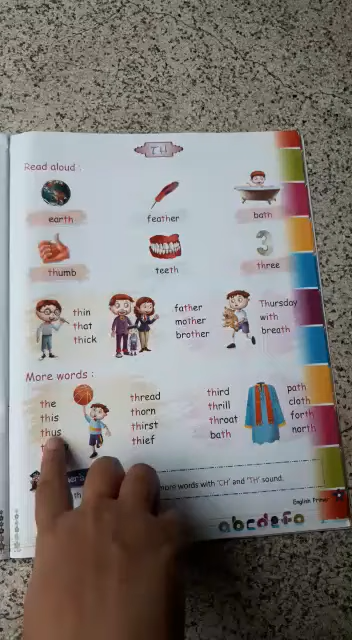 TH
Read aloud :
earth feather bath
thumb teeth three
3
thin
that
thick
father
mother
brother
Thursday
with
breath
More words :
the
this
thus
thread
thorn
thirst
thief
third
thrill
throat
bath
path
cloth
forth
north
more words with 'CH' and 'TH' sound.
th
English Primer
abcdefg